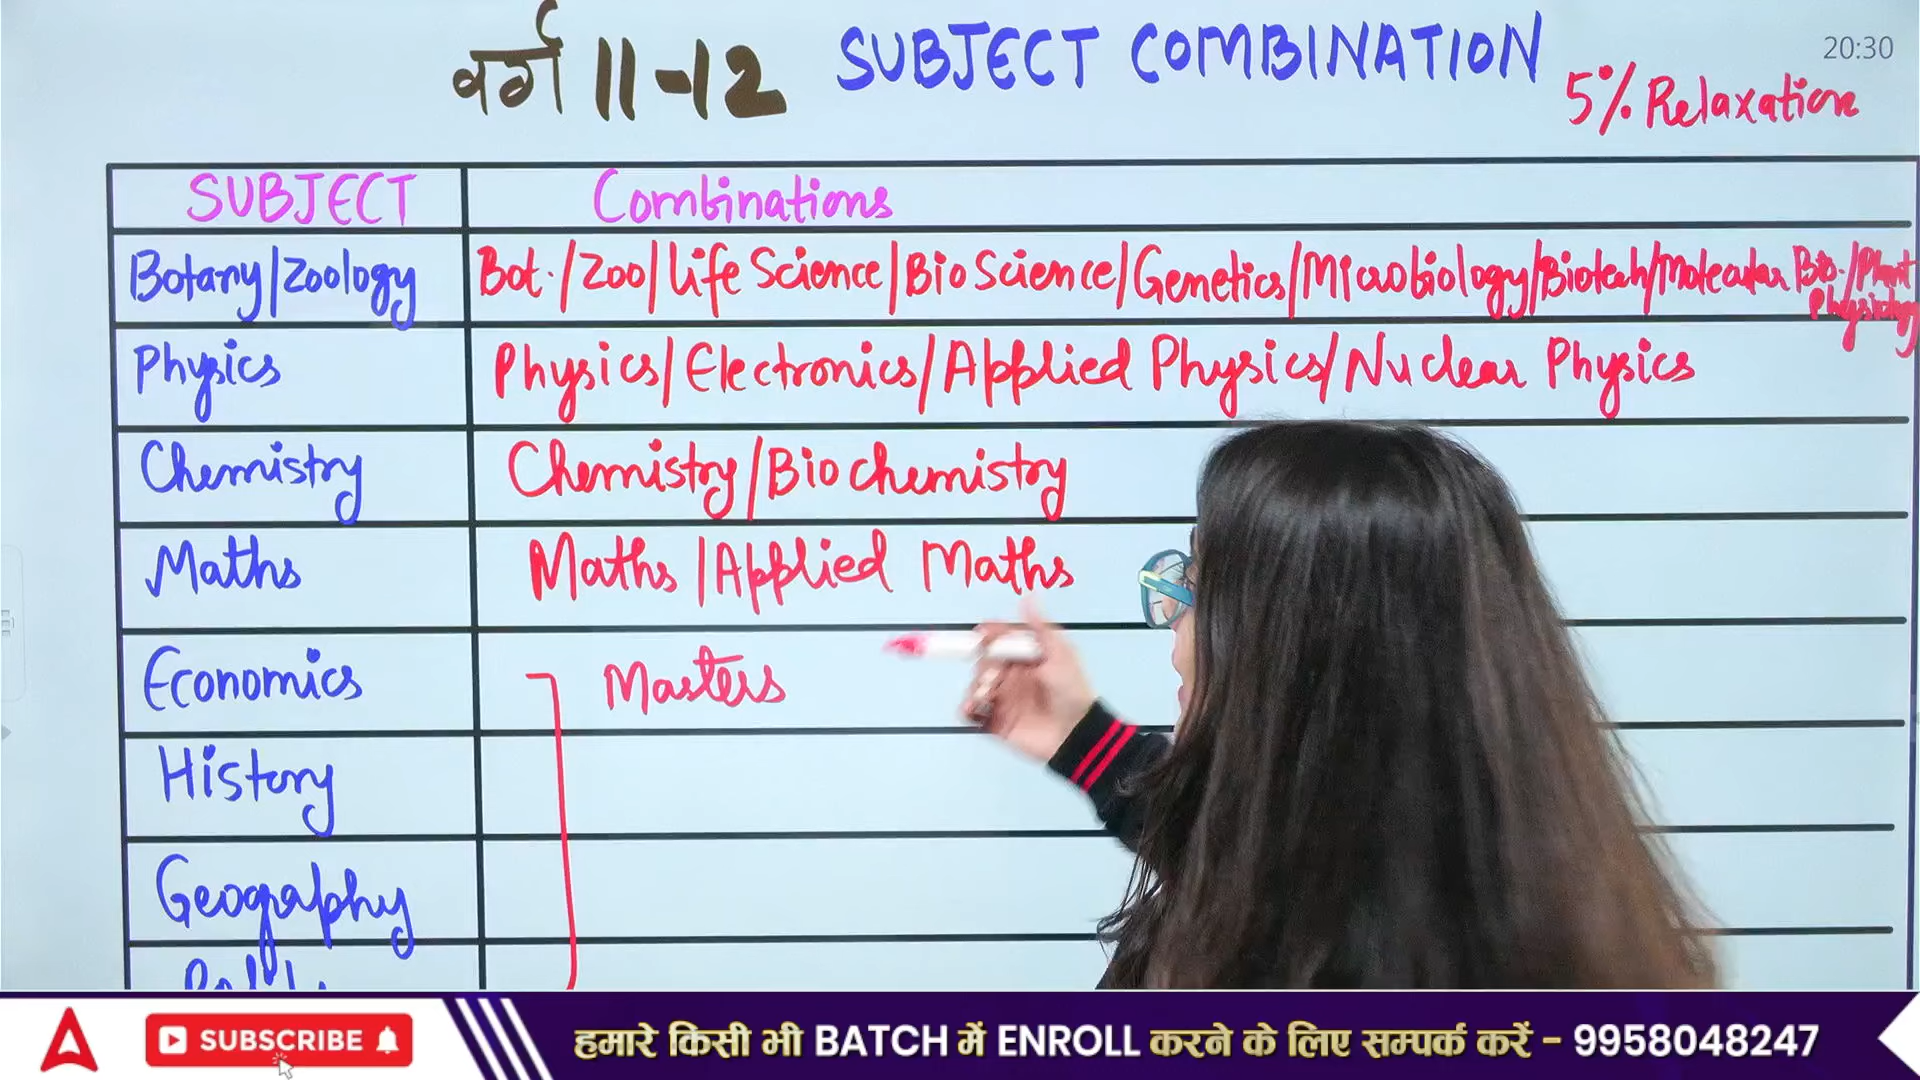 वर्ग 11-12 SUBJECT COMBINATION
20:30
5% Relaxation
SUBJECT Combinations
Botany/Zoology Bot./Zoo/Life Science/BioScience/Genetics/Microbiology/Biotech/Molecular Bio./Plant Physiology
Physics Physics/Electronics/Applied Physics/Nuclear Physics
Chemistry Chemistry/Biochemistry
Maths Maths/Applied Maths
Economics Masters
History
Geography
SUBSCRIBE
हमारे किसी भी BATCH में ENROLL करने के लिए सम्पर्क करें - 9958048247